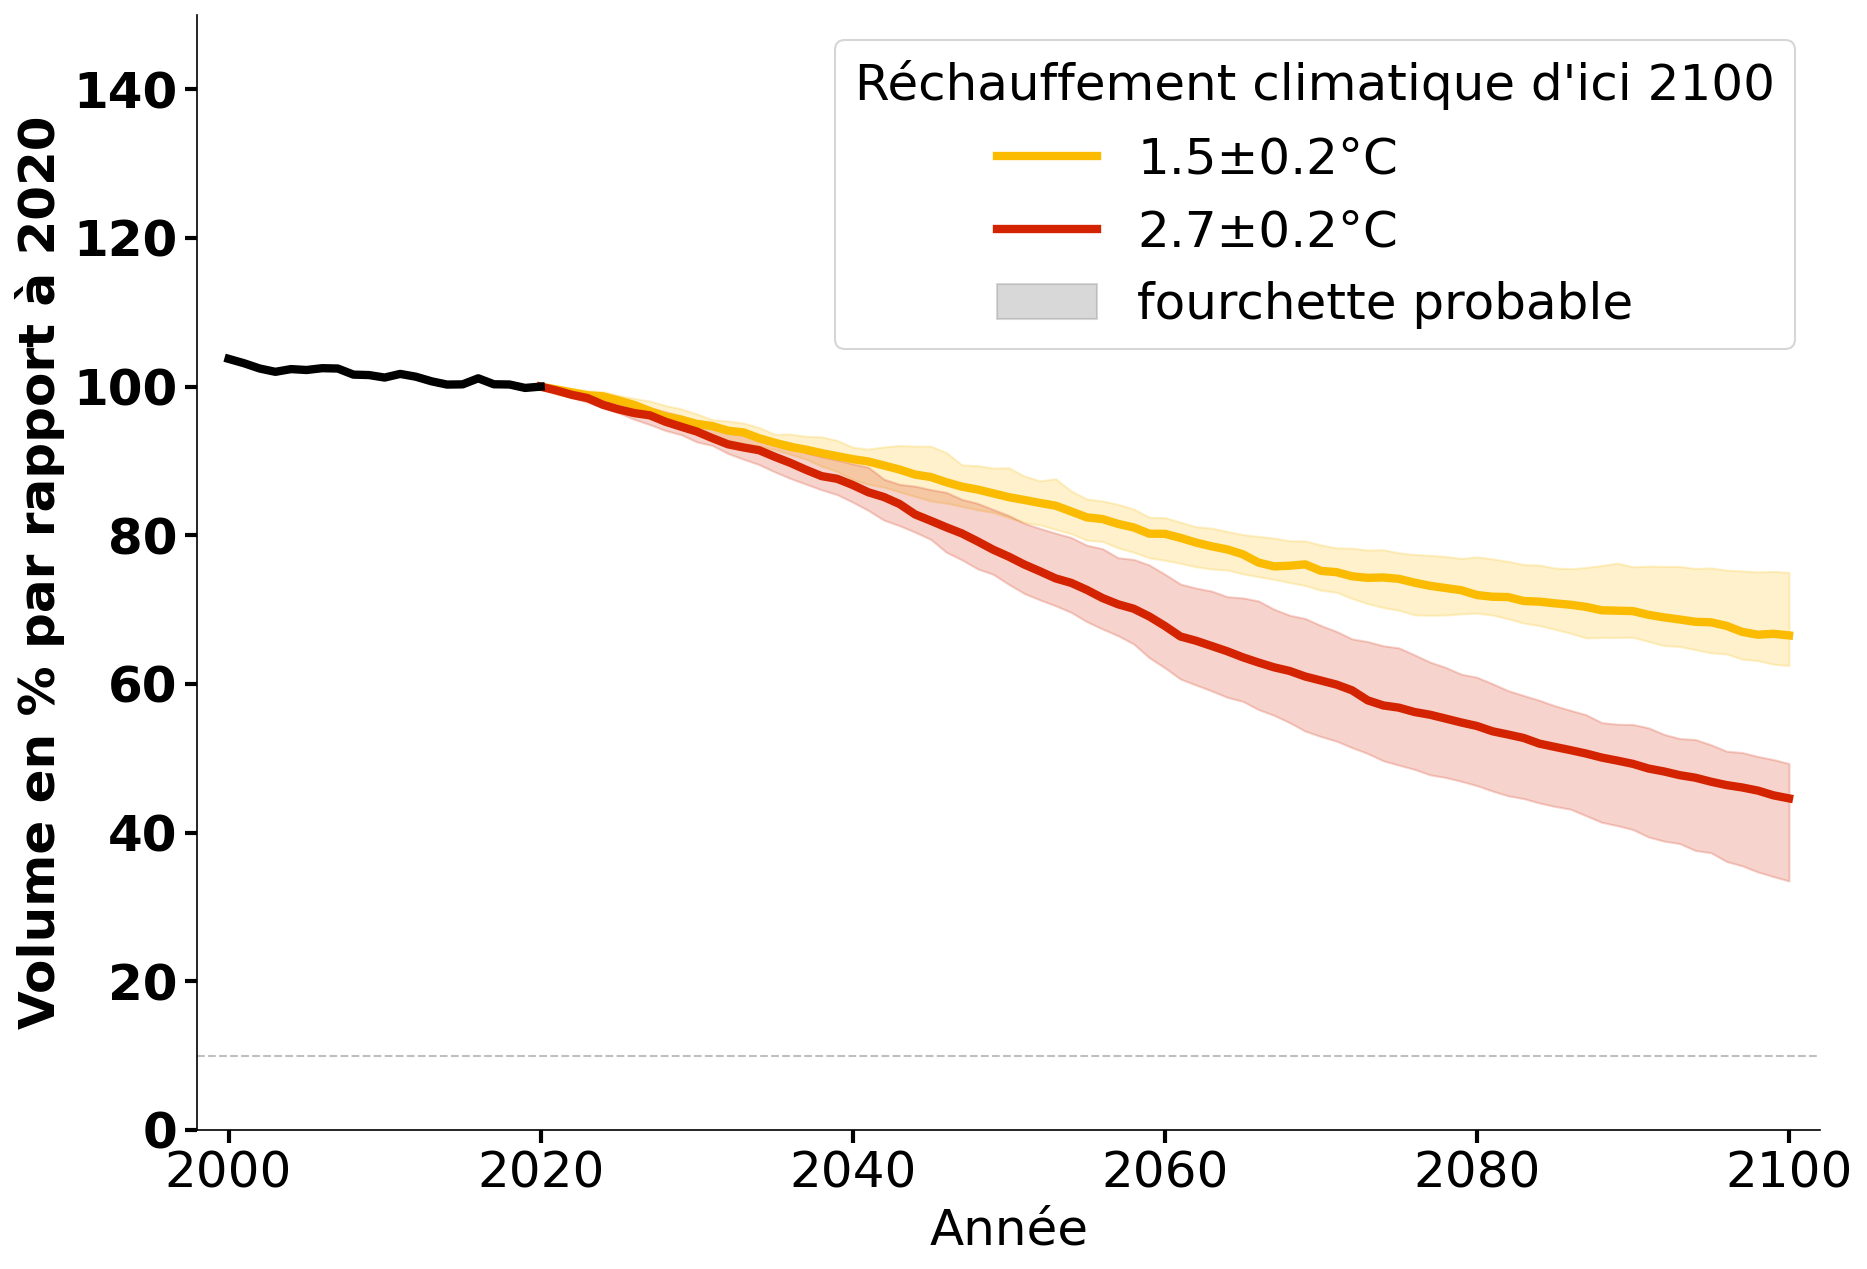 Réchauffement climatique d'ici 2100
1.5±0.2°C
2.7±0.2°C
fourchette probable
Volume en % par rapport à 2020
140
120
100
80
60
40
20
0
2000 2020 2040 2060 2080 2100
Année